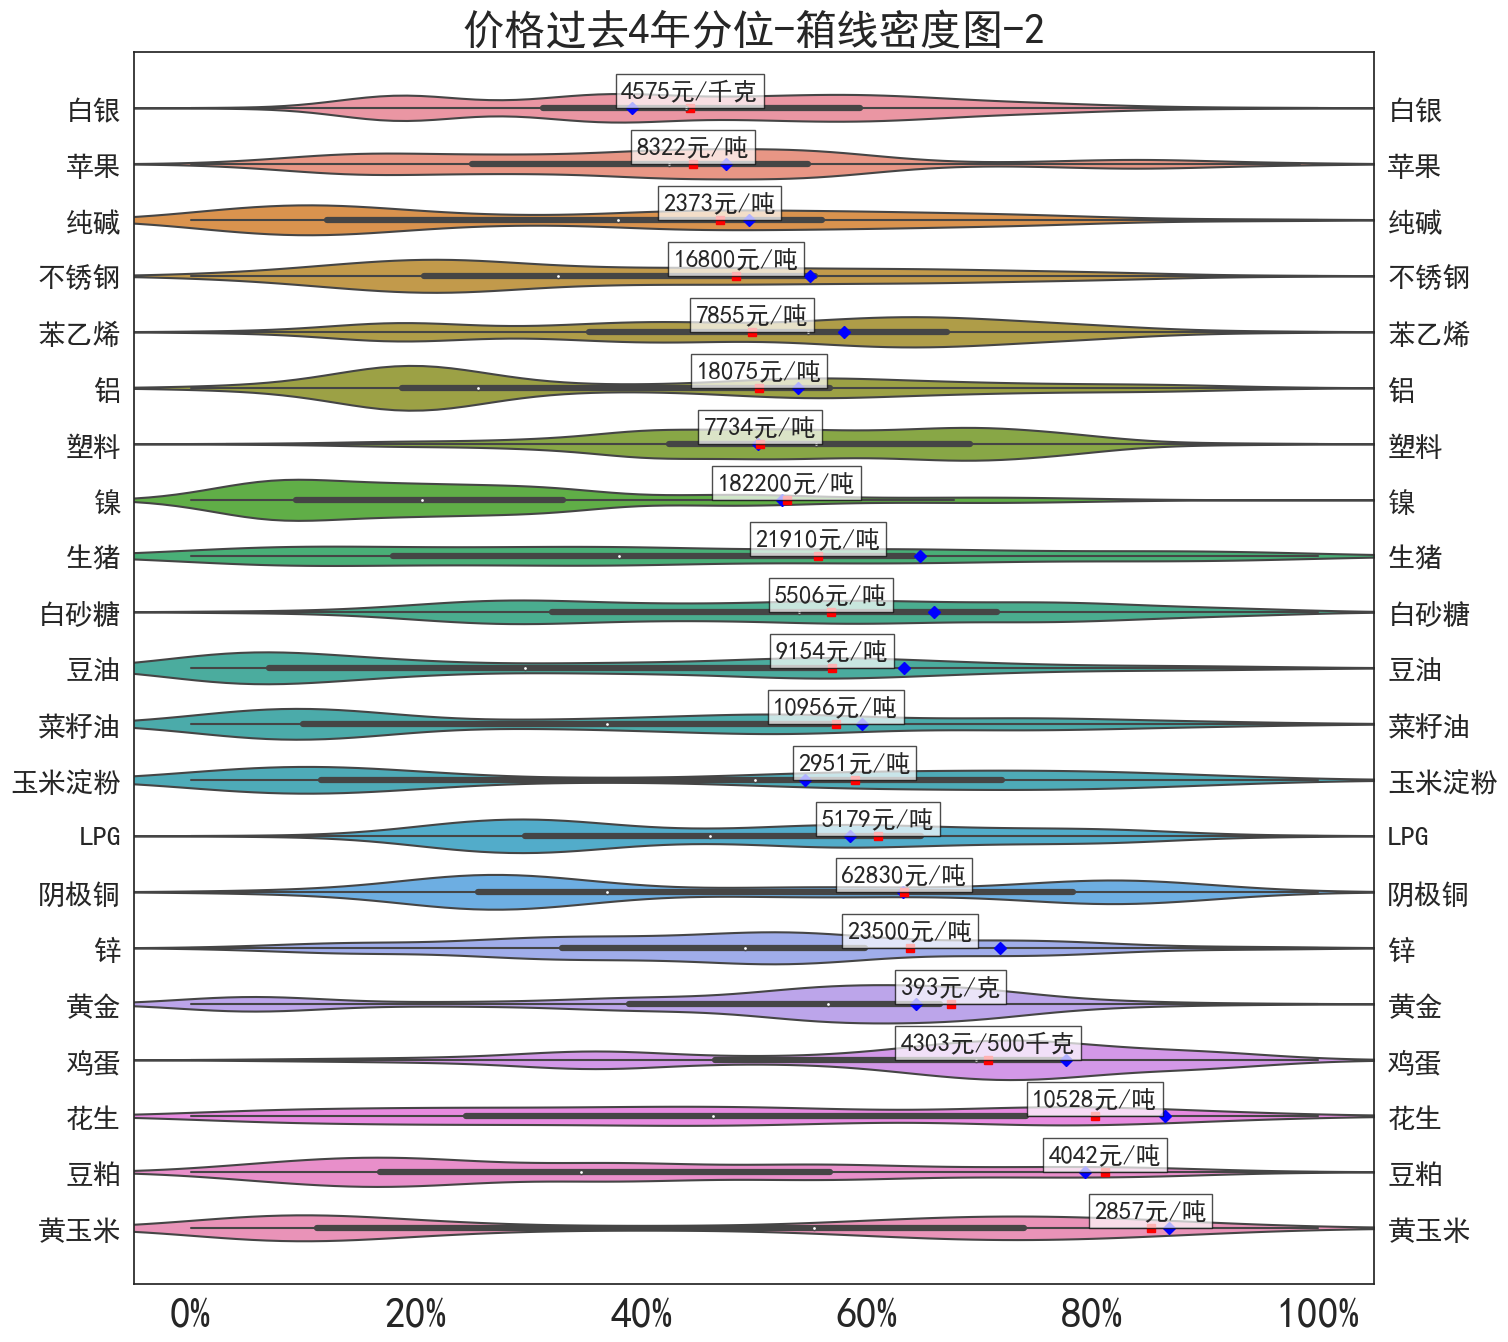 价格过去4年分位-箱线密度图-2
白银 4575元/千克 白银
苹果 8322元/吨 苹果
纯碱 2373元/吨 纯碱
不锈钢 16800元/吨 不锈钢
苯乙烯 7855元/吨 苯乙烯
铝 18075元/吨 铝
塑料 7734元/吨 塑料
镍 182200元/吨 镍
生猪 21910元/吨 生猪
白砂糖 5506元/吨 白砂糖
豆油 9154元/吨 豆油
菜籽油 10956元/吨 菜籽油
玉米淀粉 2951元/吨 玉米淀粉
LPG 5179元/吨 LPG
阴极铜 62830元/吨 阴极铜
锌 23500元/吨 锌
黄金 393元/克 黄金
鸡蛋 4303元/500千克 鸡蛋
花生 10528元/吨 花生
豆粕 4042元/吨 豆粕
黄玉米 2857元/吨 黄玉米
0% 20% 40% 60% 80% 100%